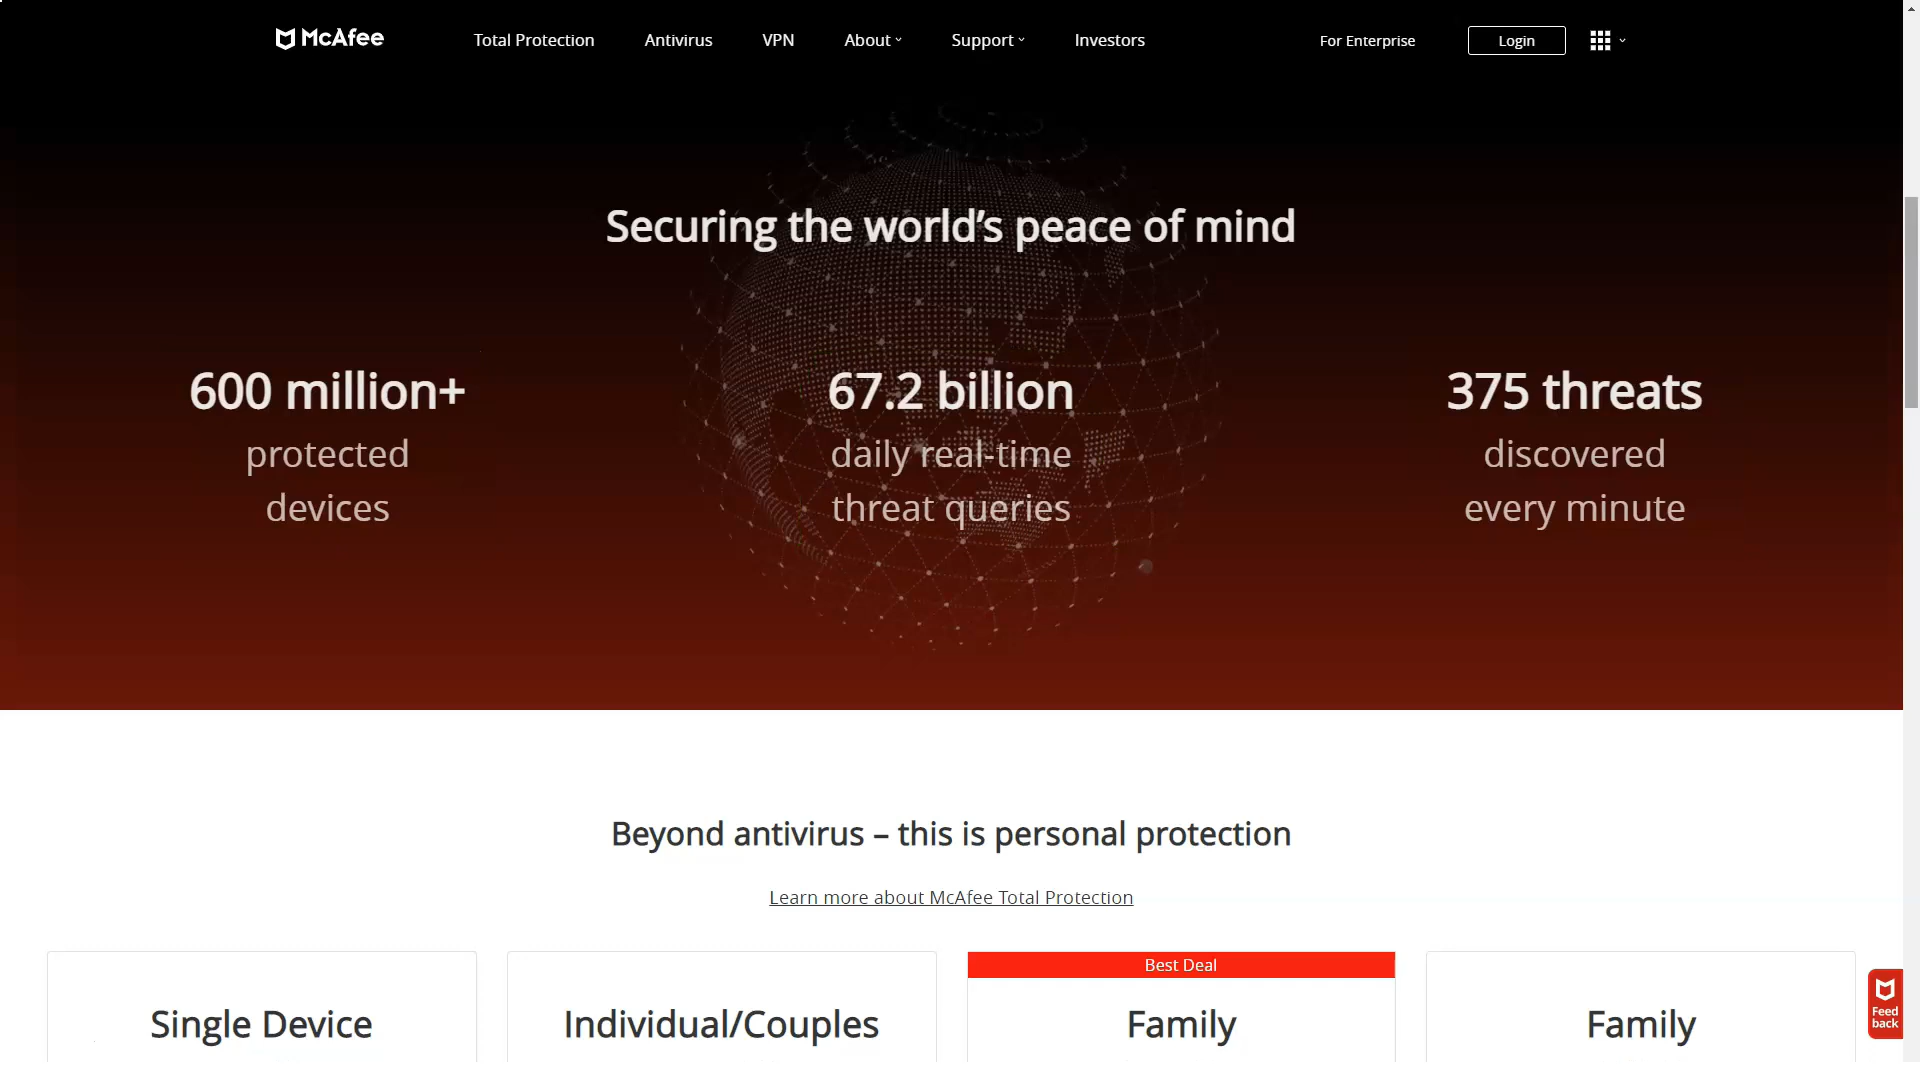 McAfee
Total Protection
Antivirus
VPN
About
Support
Investors
For Enterprise
Login
Securing the world’s peace of mind
600 million+
protected
devices
67.2 billion
daily real-time
threat queries
375 threats
discovered
every minute
Beyond antivirus – this is personal protection
Learn more about McAfee Total Protection
Single Device
Individual/Couples
Best Deal
Family
Family
Feed
back